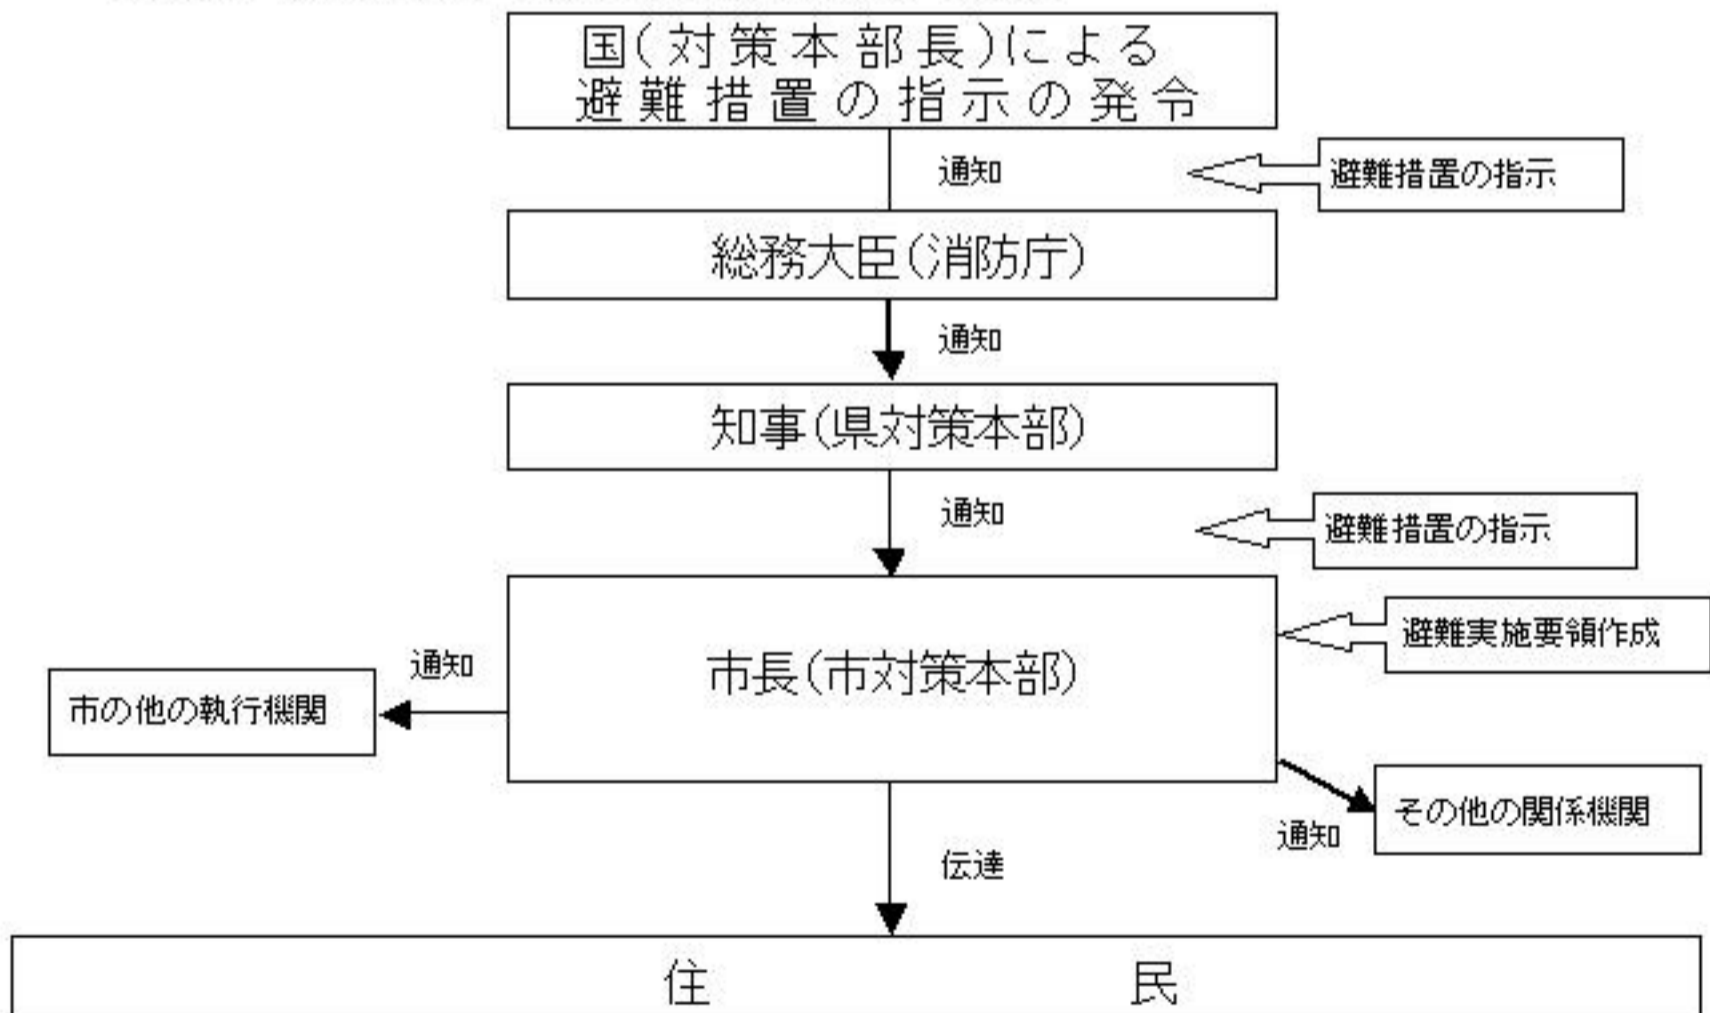 国(対策本部長)による
避難措置の指示の発令
通知
避難措置の指示
総務大臣(消防庁)
通知
知事(県対策本部)
通知
避難措置の指示
避難実施要領作成
市長(市対策本部)
通知
市の他の執行機関
その他の関係機関
通知
伝達
住民